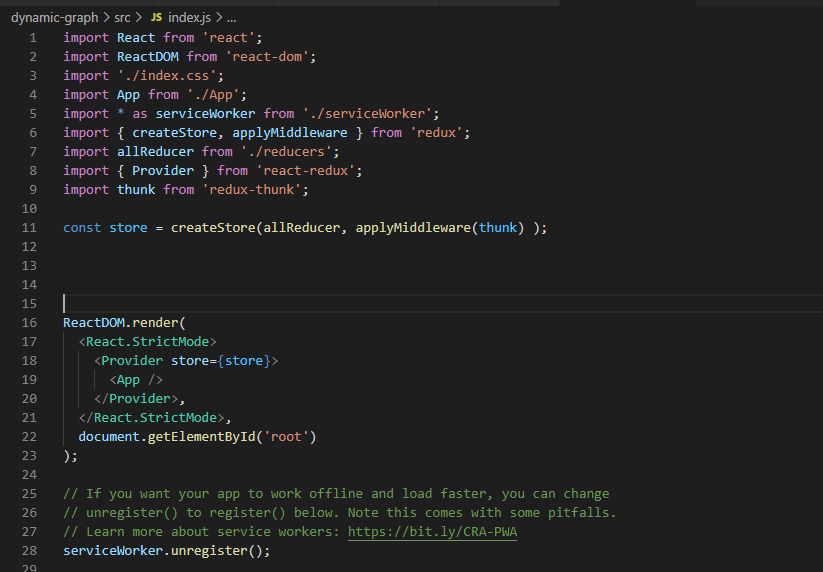 dynamic-graph > src > JS index.js > ...
1 import React from 'react';
2 import ReactDOM from 'react-dom';
3 import './index.css';
4 import App from './App';
5 import * as serviceWorker from './serviceWorker';
6 import { createStore, applyMiddleware } from 'redux';
7 import allReducer from './reducers';
8 import { Provider } from 'react-redux';
9 import thunk from 'redux-thunk';
10
11 const store = createStore(allReducer, applyMiddleware(thunk) );
12
13
14
15
16 ReactDOM.render(
17   <React.StrictMode>
18     <Provider store={store}>
19       <App />
20     </Provider>,
21   </React.StrictMode>,
22   document.getElementById('root')
23 );
24
25 // If you want your app to work offline and load faster, you can change
26 // unregister() to register() below. Note this comes with some pitfalls.
27 // Learn more about service workers: https://bit.ly/CRA-PWA
28 serviceWorker.unregister();
29